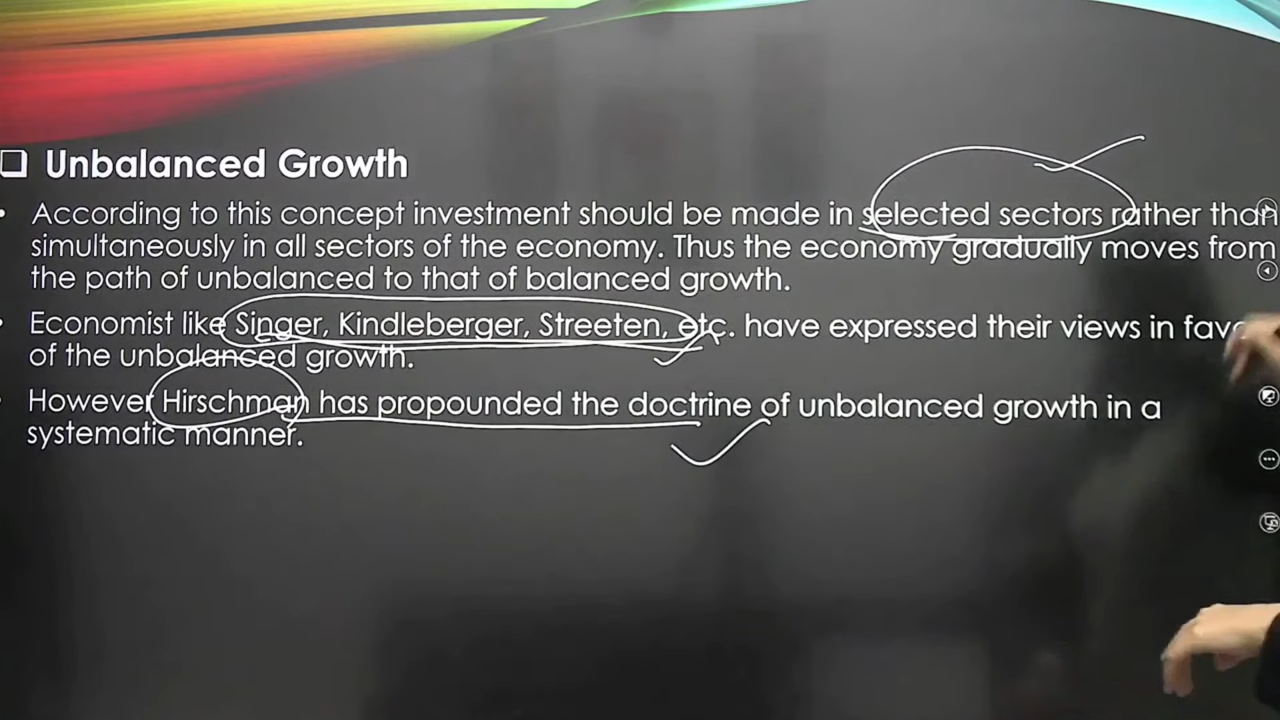 Unbalanced Growth
• According to this concept investment should be made in selected sectors rather than
simultaneously in all sectors of the economy. Thus the economy gradually moves from
the path of unbalanced to that of balanced growth.
• Economist like Singer, Kindleberger, Streeten, etc. have expressed their views in
of the unbalanced growth.
• However Hirschman has propounded the doctrine of unbalanced growth in a
systematic manner.